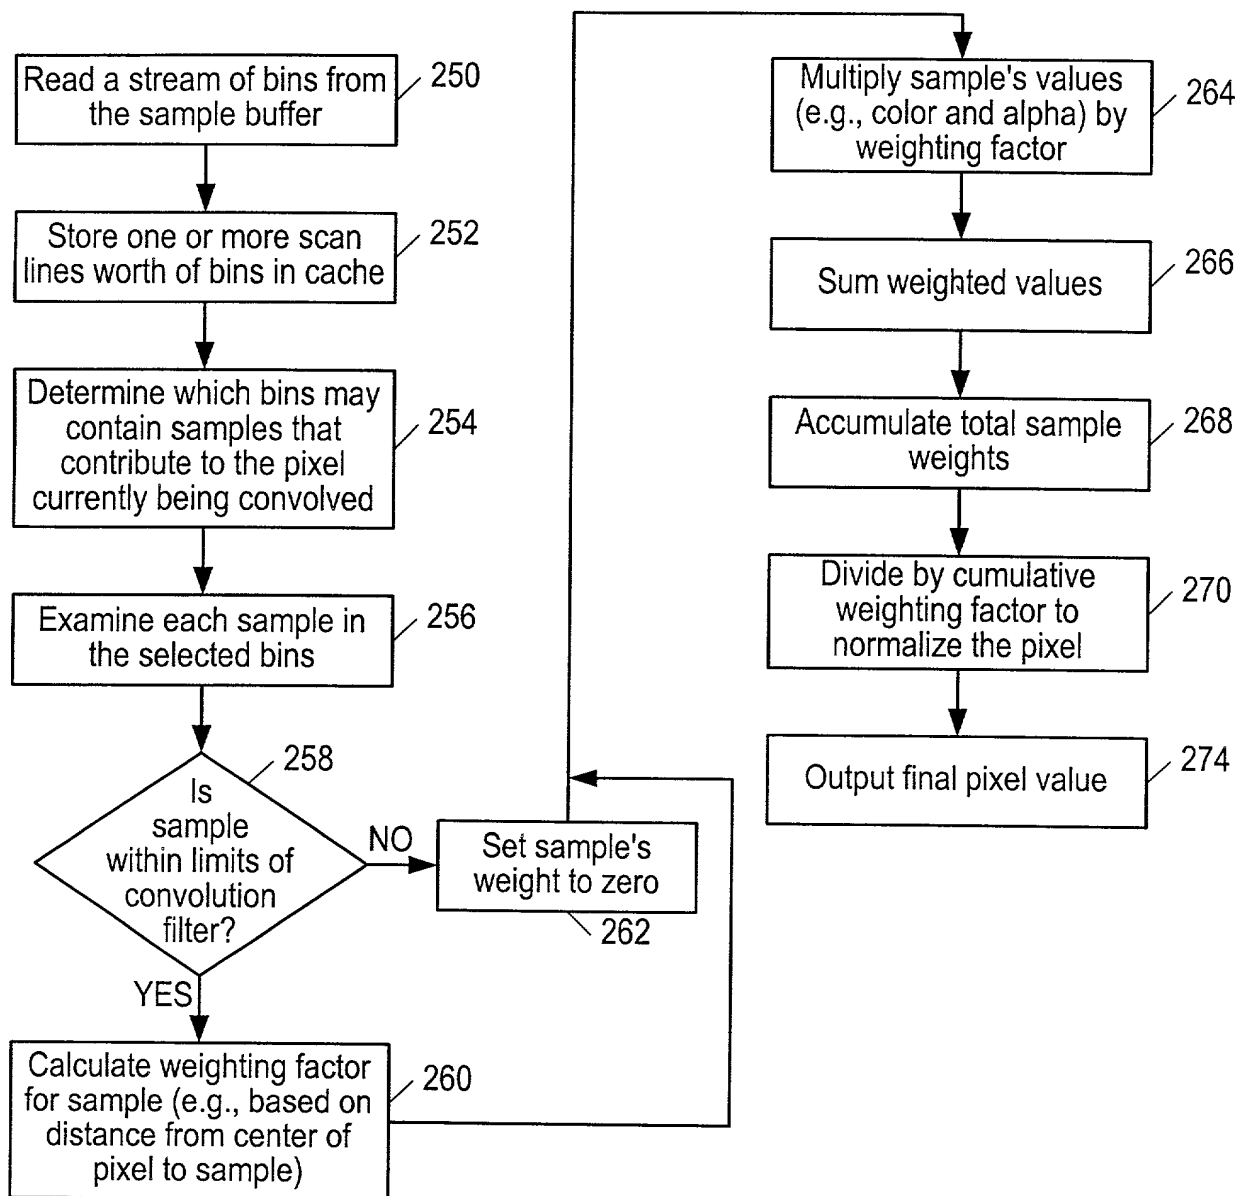 Read a stream of bins from
the sample buffer
250
Store one or more scan
lines worth of bins in cache
252
Determine which bins may
contain samples that
contribute to the pixel
currently being convolved
254
Examine each sample in
the selected bins
256
Is
sample
within limits of
convolution
filter?
258
NO
YES
Set sample's
weight to zero
262
Calculate weighting factor
for sample (e.g., based on
distance from center of
pixel to sample)
260
Multiply sample's values
(e.g., color and alpha) by
weighting factor
264
Sum weighted values
266
Accumulate total sample
weights
268
Divide by cumulative
weighting factor to
normalize the pixel
270
Output final pixel value
274